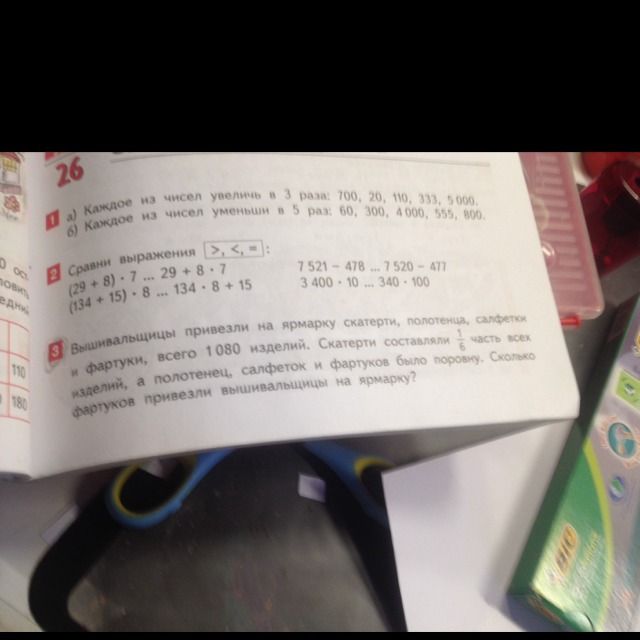 26
1 а) Каждое из чисел увеличь в 3 раза: 700, 20, 110, 333, 5 000.
б) Каждое из чисел уменьши в 5 раз: 60, 300, 4 000, 555, 800.
2 Сравни выражения >, <, = :
(29 + 8) · 7 ... 29 + 8 · 7
7 521 − 478 ... 7 520 − 477
(134 + 15) · 8 ... 134 · 8 + 15
3 400 · 10 ... 340 · 100
3 Вышивальщицы привезли на ярмарку скатерти, полотенца, салфетки
и фартуки, всего 1 080 изделий. Скатерти составляли 1/6 часть всех
изделий, а полотенец, салфеток и фартуков было поровну. Сколько
фартуков привезли вышивальщицы на ярмарку?
110
180
BIC